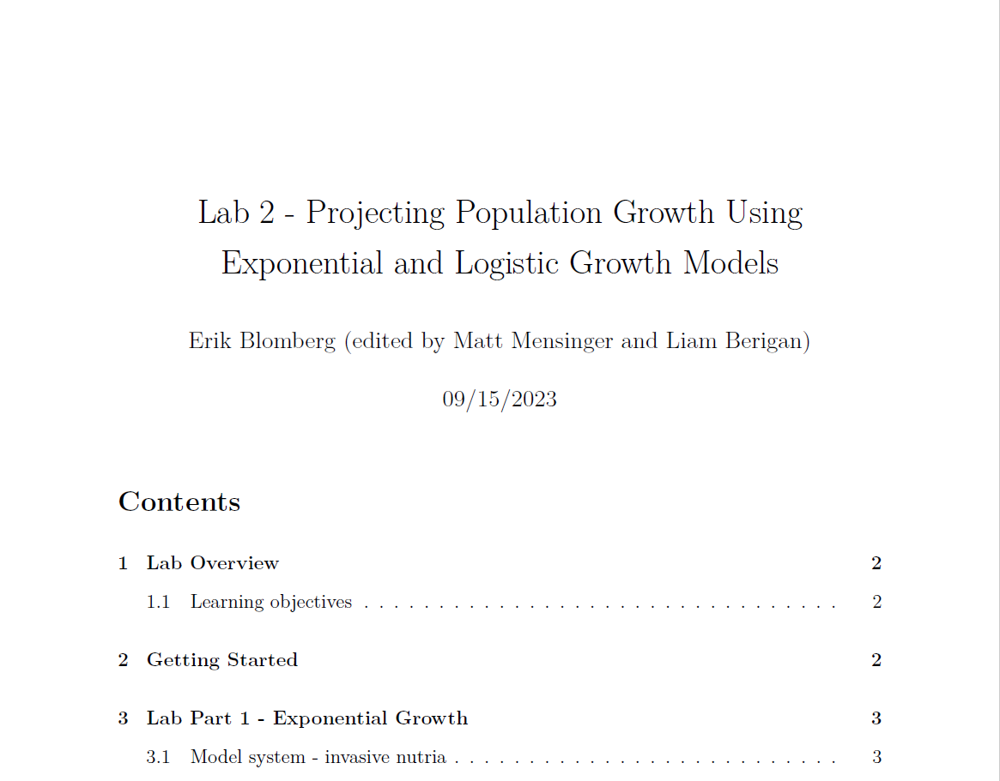 Lab 2 - Projecting Population Growth Using
Exponential and Logistic Growth Models
Erik Blomberg (edited by Matt Mensinger and Liam Berigan)
09/15/2023
Contents
1 Lab Overview 2
1.1 Learning objectives . . . . . . . . . . . . . . . . . . . . . . . . . . . . . . . . 2
2 Getting Started 2
3 Lab Part 1 - Exponential Growth 3
3.1 Model system - invasive nutria . . . . . . . . . . . . . . . . . . . . . . . . . . 3